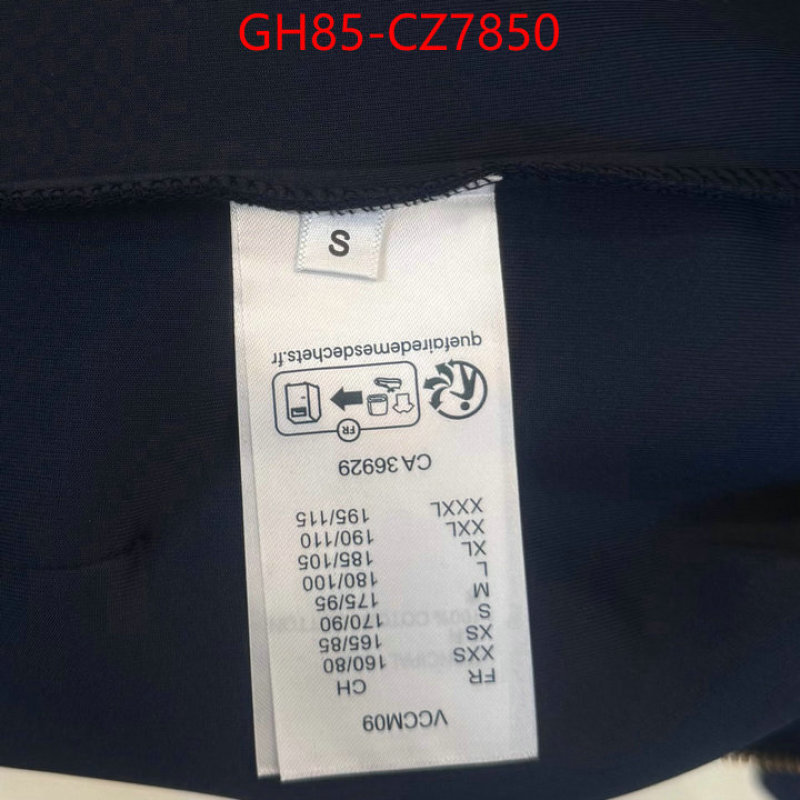 GH85-CZ7850
S
VCCM09
FR CH
XXS 160/80
XS 165/85
S 170/90
M 175/95
L 180/100
XL 185/105
XXL 190/110
XXXL 195/115
CA 36929
FR
quefairedemesdechets.fr